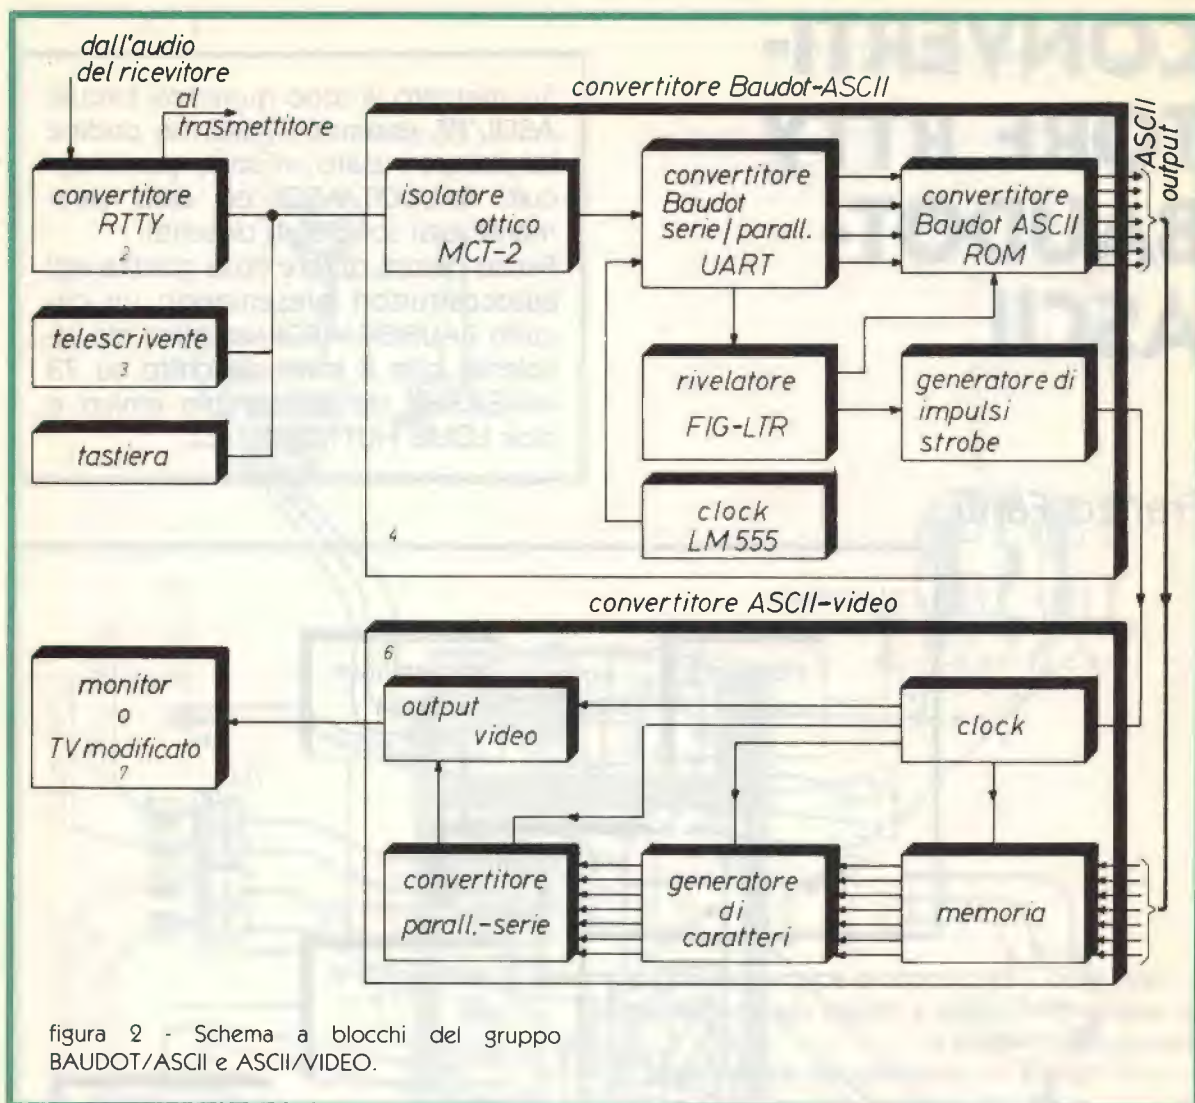 dall'audio
del ricevitore
al
trasmettitore
convertitore Baudot-ASCII
ASCII
output
convertitore
RTTY
2
isolatore
ottico
MCT-2
convertitore
Baudot
serie/parall.
UART
convertitore
Baudot ASCII
ROM
telescrivente
3
rivelatore
FIG-LTR
generatore di
impulsi
strobe
tastiera
clock
LM555
4
convertitore ASCII-video
6
monitor
o
TV modificato
7
output
video
clock
convertitore
parall.-serie
generatore
di
caratteri
memoria
figura 2 - Schema a blocchi del gruppo
BAUDOT/ASCII e ASCII/VIDEO.